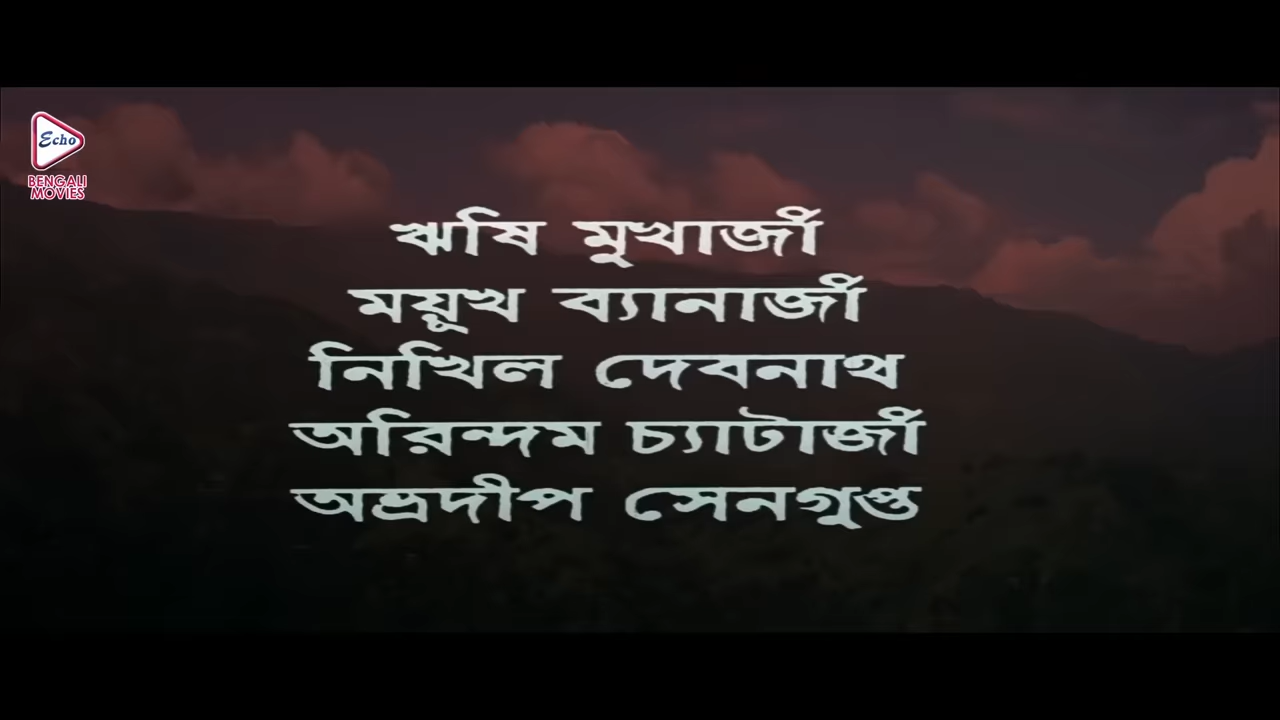 Echo
BENGALI
MOVIES
ঋষি মুখার্জী
ময়ূখ ব্যানার্জী
নিখিল দেবনাথ
অরিন্দম চ্যাটার্জী
অভ্রদীপ সেনগুপ্ত